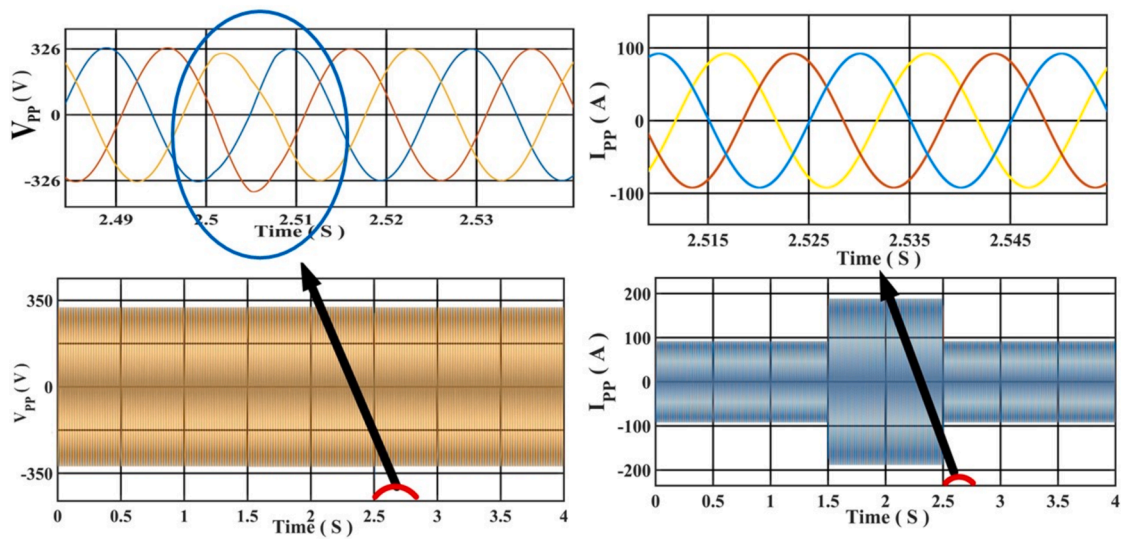 V_PP (V)
326
0
-326
2.49 2.5 2.51 2.52 2.53
Time ( S )
I_PP ( A )
100
0
-100
2.515 2.525 2.535 2.545
Time ( S )
V_PP ( V )
350
0
-350
0 0.5 1 1.5 2 2.5 3 3.5 4
Time ( S )
I_PP ( A )
200
100
0
-100
-200
0 0.5 1 1.5 2 2.5 3 3.5 4
Time ( S )